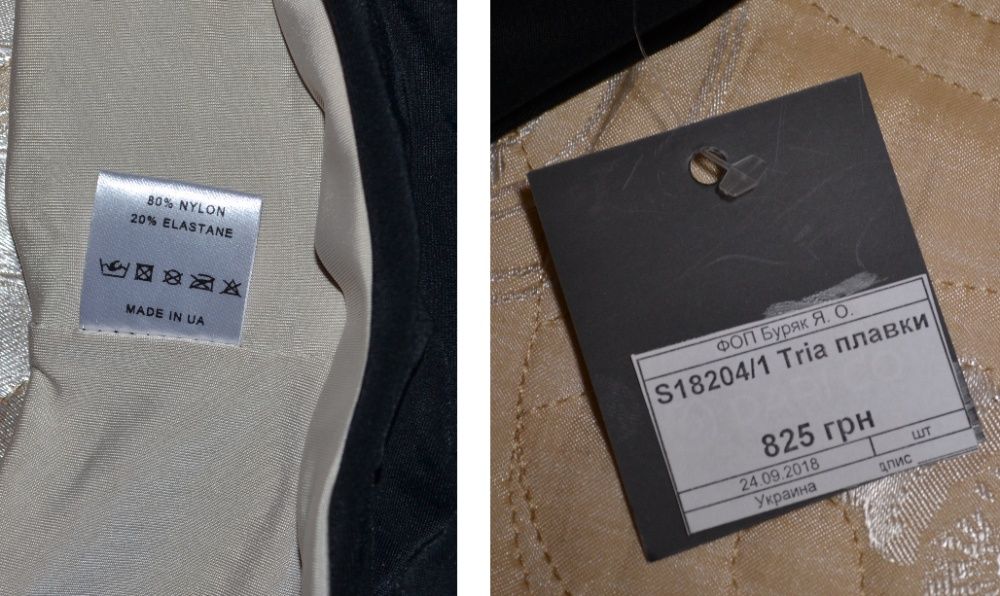 80% NYLON
20% ELASTANE
MADE IN UA
ФОП Буряк Я. О.
S18204/1 Tria плавки
825 грн
шт
24.09.2018
дпис
Украина